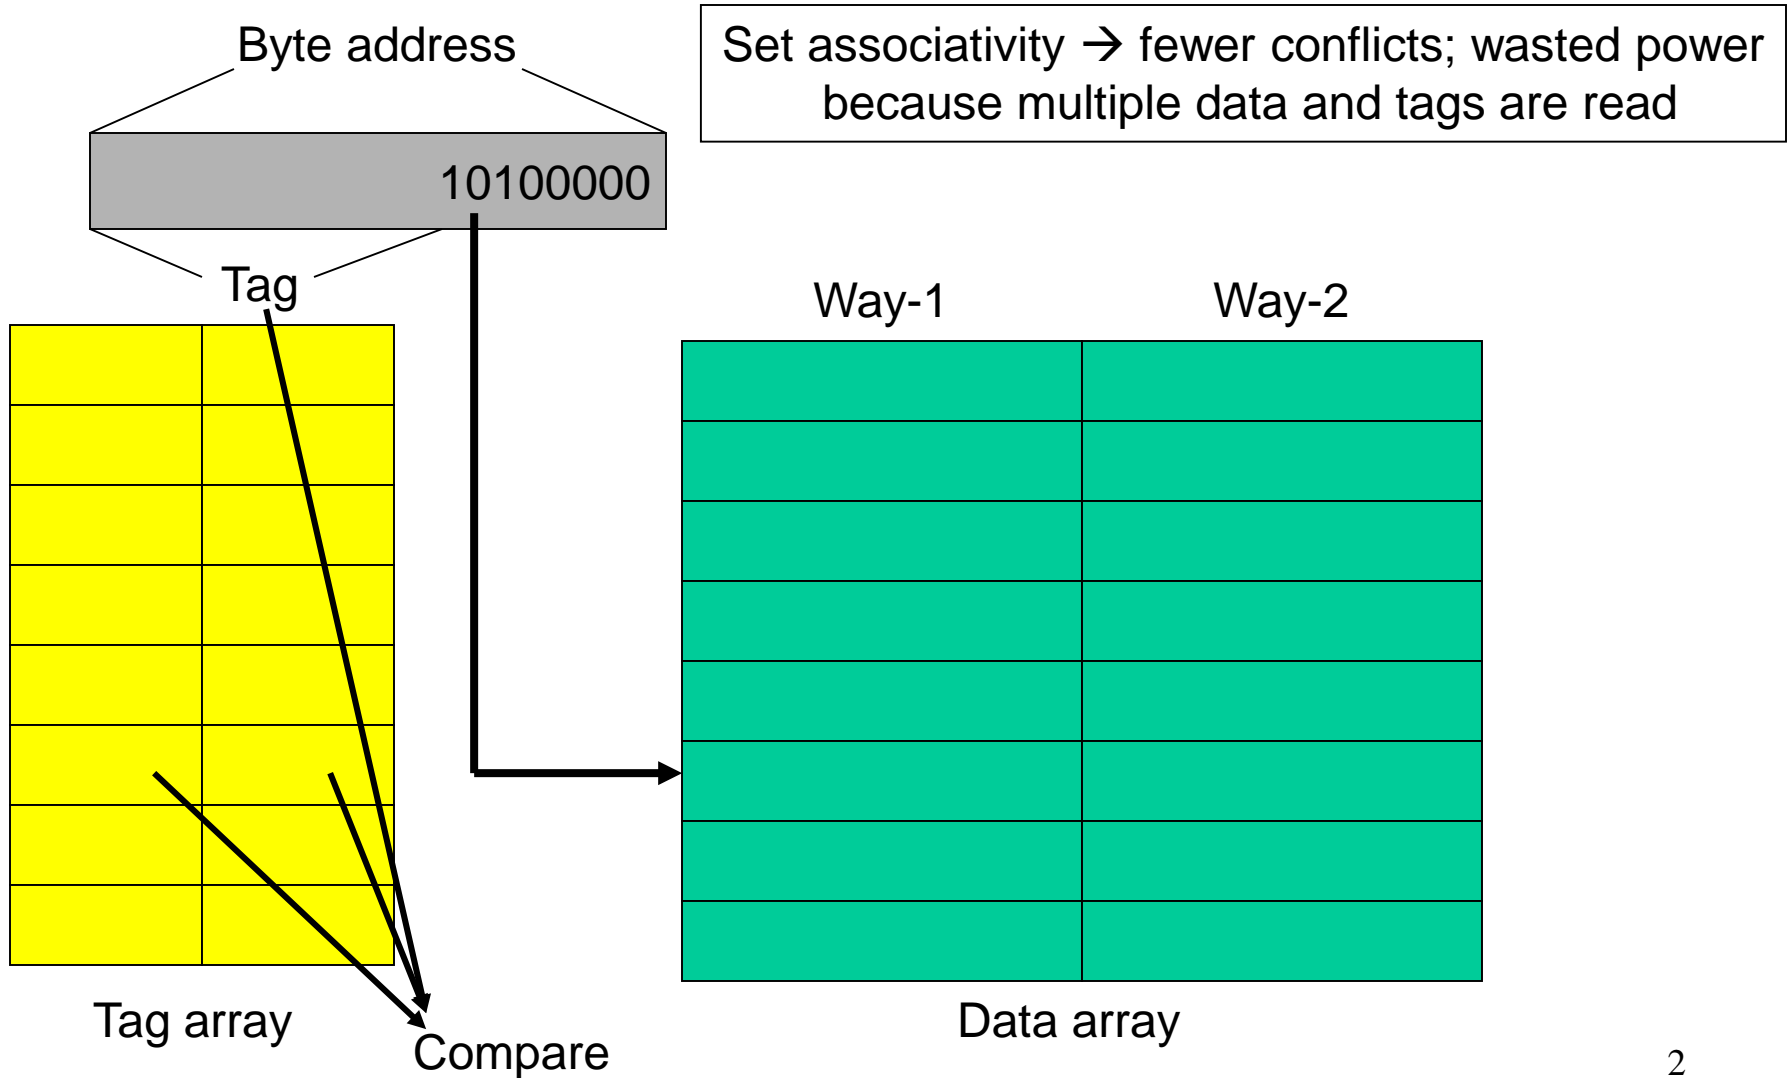 Byte address
Set associativity → fewer conflicts; wasted power
because multiple data and tags are read
10100000
Tag
Way-1
Way-2
Tag array
Data array
Compare
2